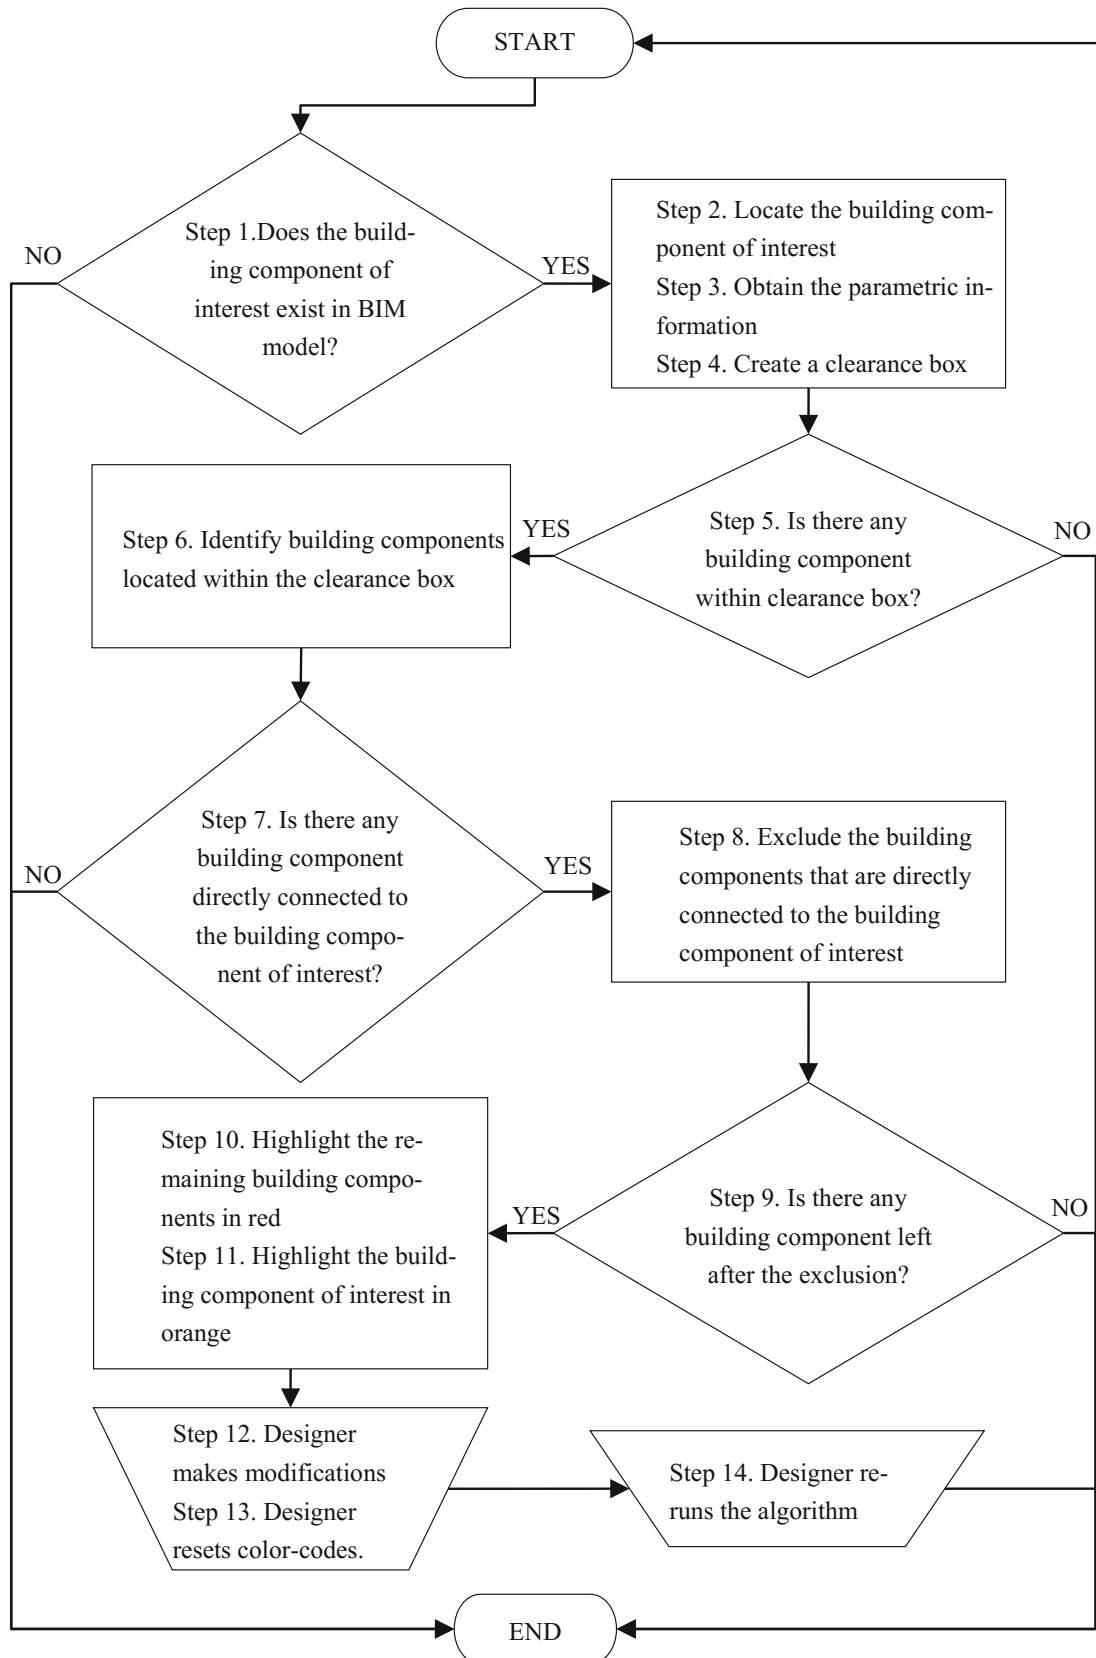 START
Step 1.Does the buil-
ding component of
interest exist in BIM
model?
NO
YES
Step 2. Locate the building com-
ponent of interest
Step 3. Obtain the parametric in-
formation
Step 4. Create a clearance box
Step 5. Is there any
building component
within clearance box?
YES
NO
Step 6. Identify building components
located within the clearance box
Step 7. Is there any
building component
directly connected to
the building compo-
nent of interest?
NO
YES
Step 8. Exclude the building
components that are directly
connected to the building
component of interest
Step 9. Is there any
building component left
after the exclusion?
YES
NO
Step 10. Highlight the re-
maining building compo-
nents in red
Step 11. Highlight the buil-
ding component of interest in
orange
Step 12. Designer
makes modifications
Step 13. Designer
resets color-codes.
Step 14. Designer re-
runs the algorithm
END